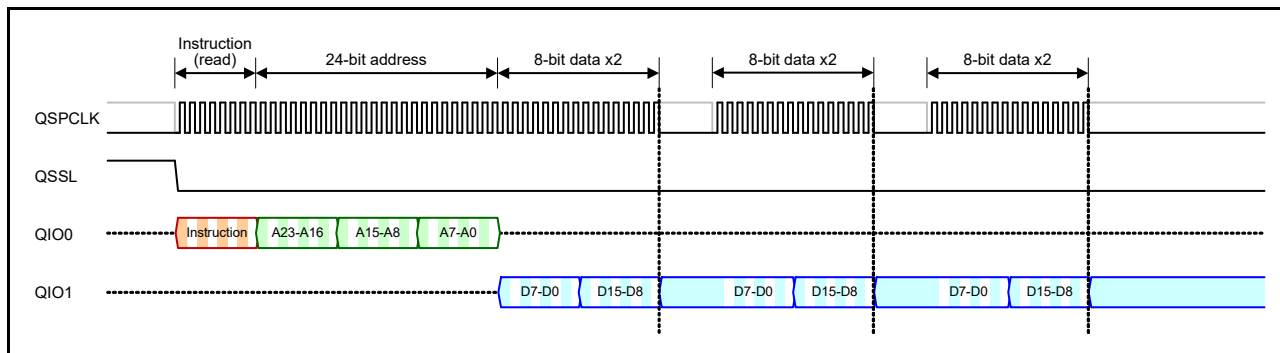 Instruction
(read)
24-bit address
8-bit data x2
8-bit data x2
8-bit data x2
QSPCLK
QSSL
QIO0
Instruction
A23-A16
A15-A8
A7-A0
QIO1
D7-D0
D15-D8
D7-D0
D15-D8
D7-D0
D15-D8